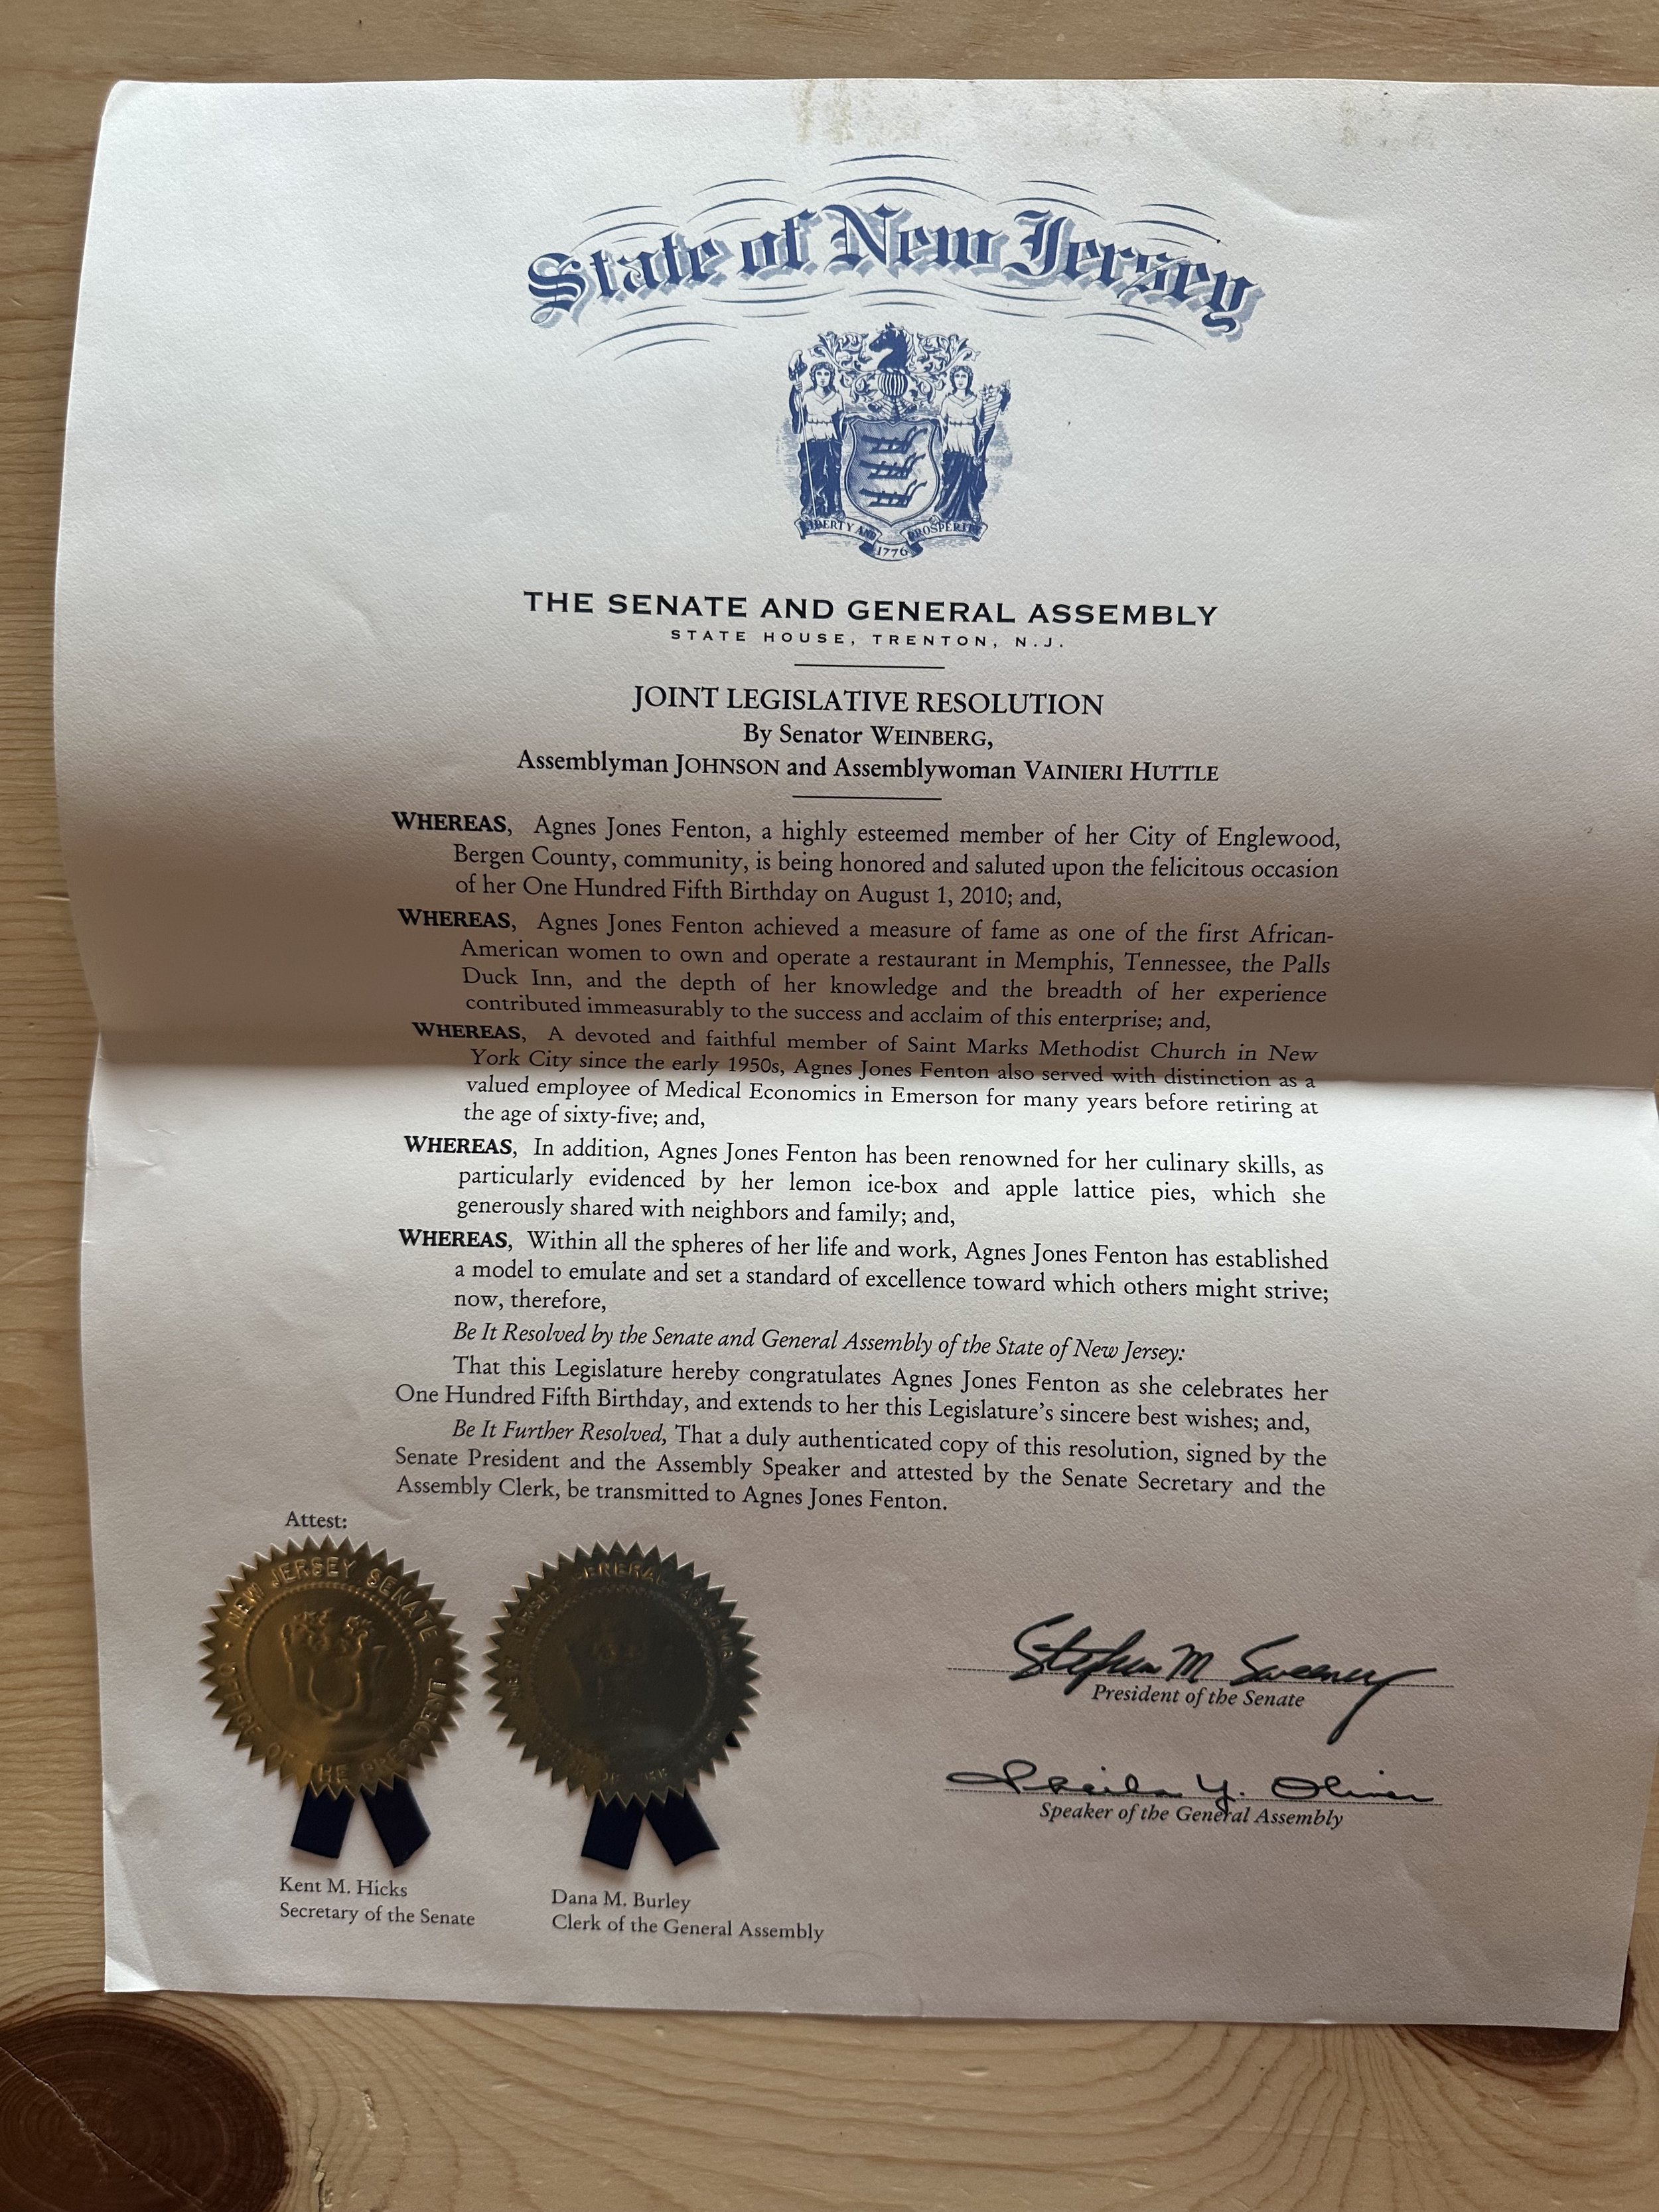 State of New Jersey
LIBERTY AND PROSPERITY
1776
THE SENATE AND GENERAL ASSEMBLY
STATE HOUSE, TRENTON, N.J.
JOINT LEGISLATIVE RESOLUTION
By Senator WEINBERG,
Assemblyman JOHNSON and Assemblywoman VAINIERI HUTTLE
WHEREAS, Agnes Jones Fenton, a highly esteemed member of her City of Englewood,
Bergen County, community, is being honored and saluted upon the felicitous occasion
of her One Hundred Fifth Birthday on August 1, 2010; and,
WHEREAS, Agnes Jones Fenton achieved a measure of fame as one of the first African-
American women to own and operate a restaurant in Memphis, Tennessee, the Palls
Duck Inn, and the depth of her knowledge and the breadth of her experience
contributed immeasurably to the success and acclaim of this enterprise; and,
WHEREAS, A devoted and faithful member of Saint Marks Methodist Church in New
York City since the early 1950s, Agnes Jones Fenton also served with distinction as a
valued employee of Medical Economics in Emerson for many years before retiring at
the age of sixty-five; and,
WHEREAS, In addition, Agnes Jones Fenton has been renowned for her culinary skills, as
particularly evidenced by her lemon ice-box and apple lattice pies, which she
generously shared with neighbors and family; and,
WHEREAS, Within all the spheres of her life and work, Agnes Jones Fenton has established
a model to emulate and set a standard of excellence toward which others might strive;
now, therefore,
Be It Resolved by the Senate and General Assembly of the State of New Jersey:
That this Legislature hereby congratulates Agnes Jones Fenton as she celebrates her
One Hundred Fifth Birthday, and extends to her this Legislature's sincere best wishes; and,
Be It Further Resolved, That a duly authenticated copy of this resolution, signed by the
Senate President and the Assembly Speaker and attested by the Senate Secretary and the
Assembly Clerk, be transmitted to Agnes Jones Fenton.
Attest:
NEW JERSEY SENATE
OFFICE OF THE PRESIDENT
NEW JERSEY GENERAL ASSEMBLY
Stephen M Sweeney
President of the Senate
Sheila Y. Oliver
Speaker of the General Assembly
Kent M. Hicks
Secretary of the Senate
Dana M. Burley
Clerk of the General Assembly